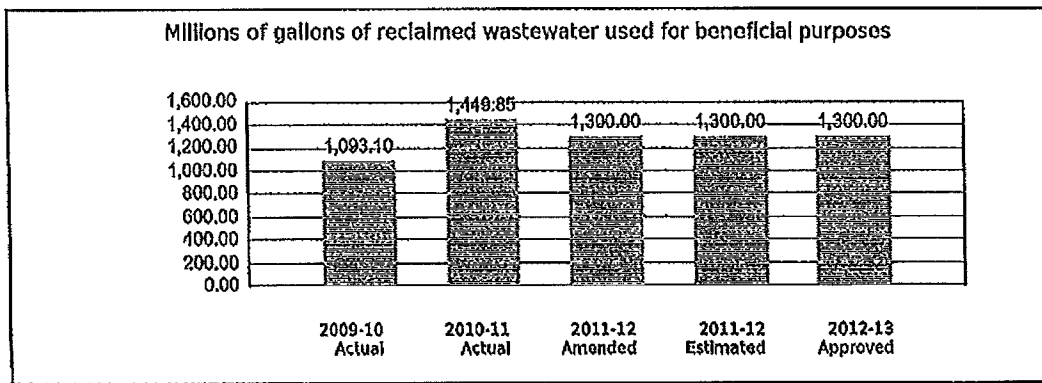 Millions of gallons of reclaimed wastewater used for beneficial purposes
1,600.00
1,400.00
1,200.00
1,000.00
800.00
600.00
400.00
200.00
0.00
1,093.10
1,449.85
1,300.00
1,300.00
1,300.00
2009-10 Actual
2010-11 Actual
2011-12 Amended
2011-12 Estimated
2012-13 Approved